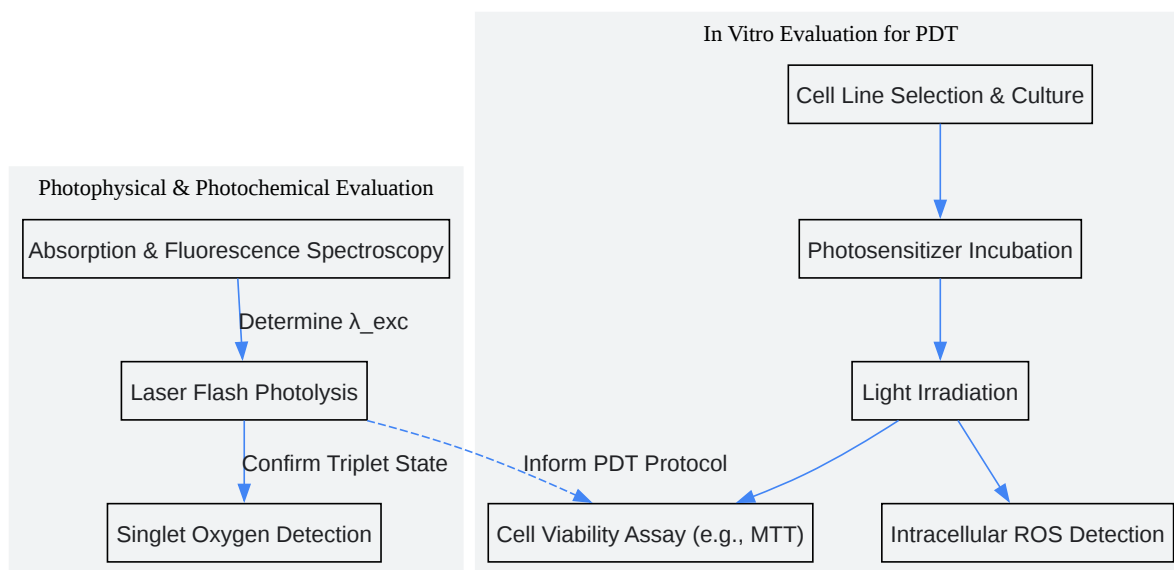 In Vitro Evaluation for PDT
Cell Line Selection & Culture
Photophysical & Photochemical Evaluation
Absorption & Fluorescence Spectroscopy
Photosensitizer Incubation
Determine λ_exc
Laser Flash Photolysis
Light Irradiation
Confirm Triplet State
Inform PDT Protocol
Singlet Oxygen Detection
Cell Viability Assay (e.g., MTT)
Intracellular ROS Detection